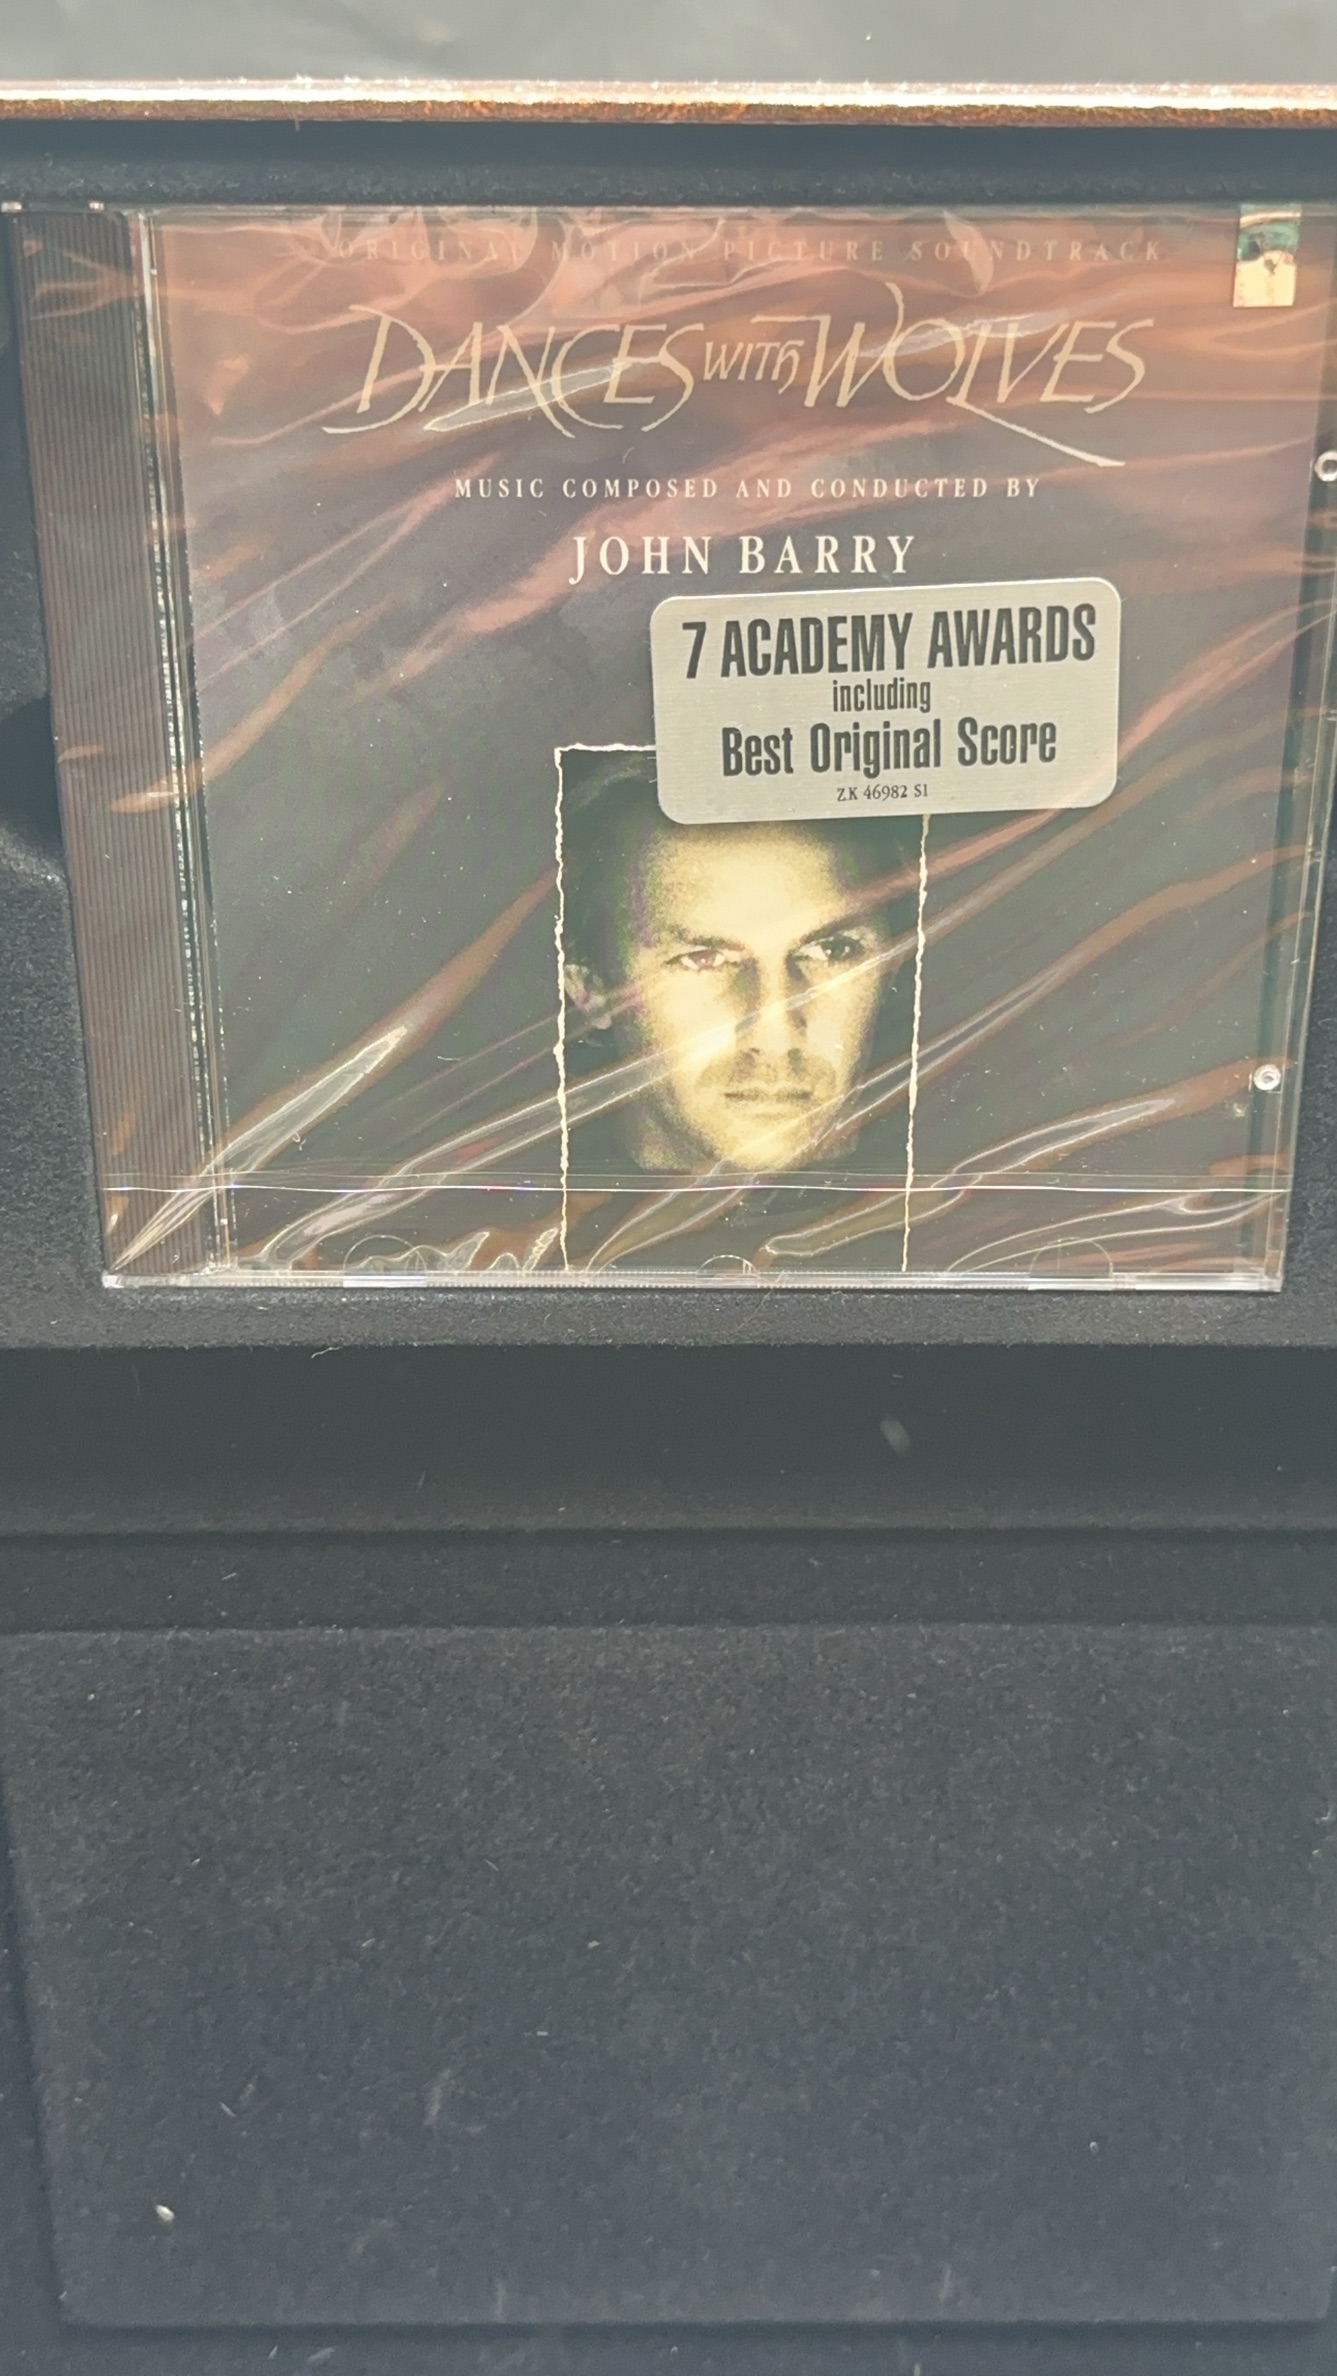 ORIGINAL MOTION PICTURE SOUNDTRACK
DANCES WITH WOLVES
MUSIC COMPOSED AND CONDUCTED BY
JOHN BARRY
7 ACADEMY AWARDS
including
Best Original Score
ZK 46982 S1